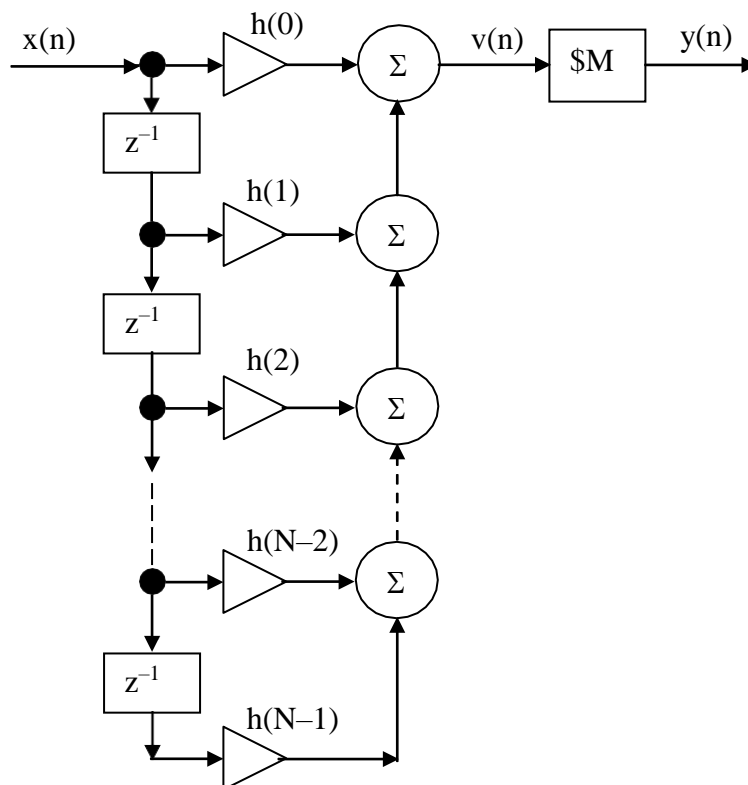 x(n) h(0) Σ v(n) $M y(n)
z⁻¹
h(1) Σ
z⁻¹
h(2) Σ
h(N–2) Σ
z⁻¹
h(N–1)